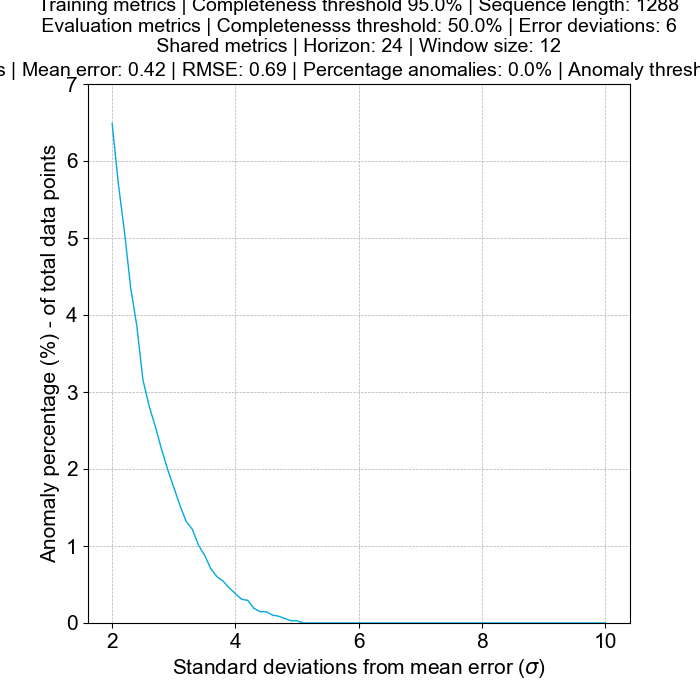 Training metrics | Completeness threshold 95.0% | Sequence length: 1288
Evaluation metrics | Completenesss threshold: 50.0% | Error deviations: 6
Shared metrics | Horizon: 24 | Window size: 12
| Mean error: 0.42 | RMSE: 0.69 | Percentage anomalies: 0.0% | Anomaly
7
6
5
4
3
2
1
0
Anomaly percentage (%) - of total data points
2 4 6 8 10
Standard deviations from mean error (σ)